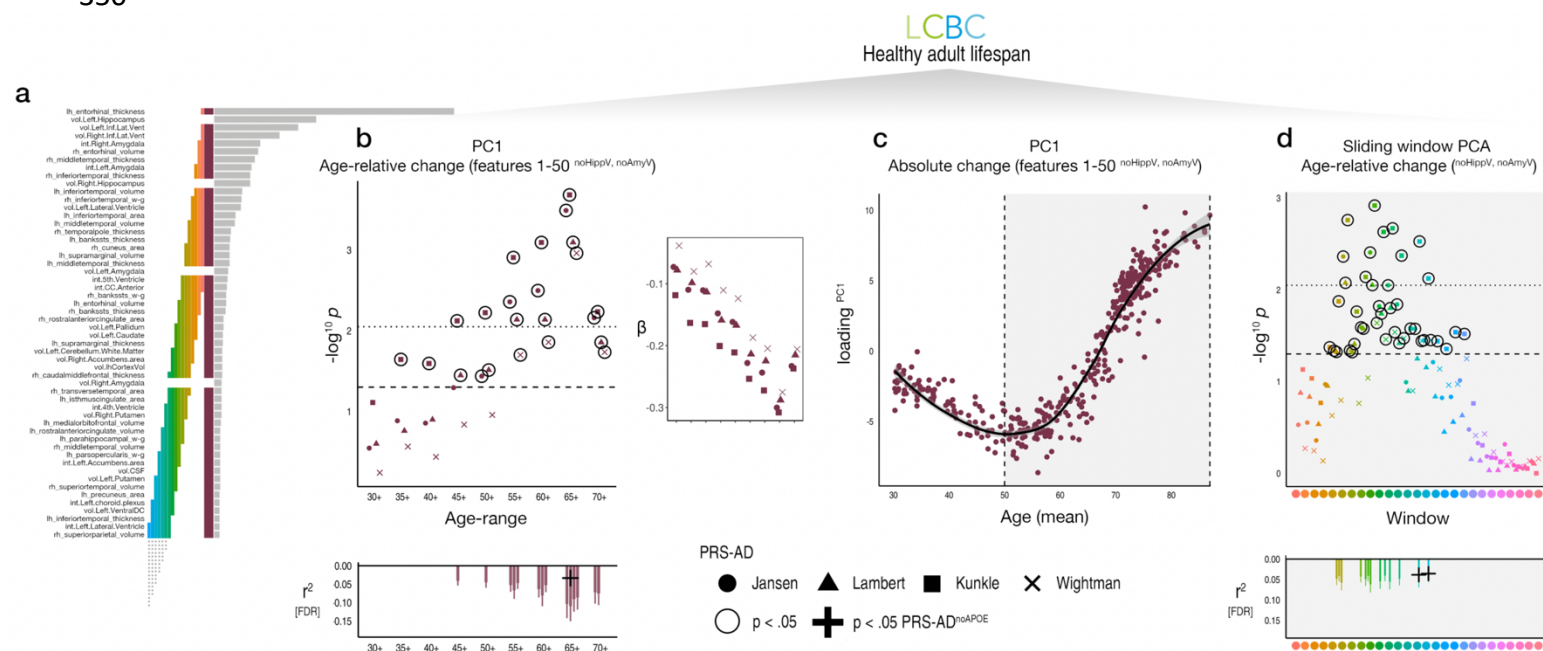 LCBC
Healthy adult lifespan
a
lh_entorhinal_thickness
vol.Left.Hippocampus
vol.Left.Inf.Lat.Vent
vol.Right.Inf.Lat.Vent
int.Right.Amygdala
rh_entorhinal_volume
rh_middletemporal_thickness
int.Left.Amygdala
rh_inferiortemporal_thickness
vol.Right.Hippocampus
lh_inferiortemporal_volume
rh_inferiortemporal_w-g
vol.Left.Lateral.Ventricle
lh_inferiortemporal_area
lh_middletemporal_volume
rh_temporalpole_thickness
lh_bankssts_thickness
rh_cuneus_area
lh_supramarginal_volume
lh_middletemporal_thickness
vol.Left.Amygdala
int.5th.Ventricle
int.CC.Anterior
rh_bankssts_w-g
lh_entorhinal_volume
rh_bankssts_thickness
rh_rostralanteriorcingulate_area
vol.Left.Pallidum
vol.Left.Caudate
lh_supramarginal_thickness
vol.Left.Cerebellum.White.Matter
vol.Right.Accumbens.area
vol.lhCortexVol
rh_caudalmiddlefrontal_thickness
vol.Right.Amygdala
rh_transversetemporal_area
lh_isthmuscingulate_area
int.4th.Ventricle
vol.Right.Putamen
lh_medialorbitofrontal_volume
lh_rostralanteriorcingulate_volume
lh_parahippocampal_w-g
rh_middletemporal_volume
lh_parsopercularis_w-g
int.Left.Accumbens.area
vol.CSF
vol.Left.Putamen
rh_superiortemporal_volume
lh_precuneus_area
int.Left.choroid.plexus
vol.Left.VentralDC
lh_inferiortemporal_thickness
int.Left.Lateral.Ventricle
rh_superiorparietal_volume
b
PC1
Age-relative change (features 1-50 noHippV, noAmyV)
-log10 p
3
2
1
30+ 35+ 40+ 45+ 50+ 55+ 60+ 65+ 70+
Age-range
β
-0.1
-0.2
-0.3
r2
[FDR]
0.00
0.05
0.10
0.15
30+ 35+ 40+ 45+ 50+ 55+ 60+ 65+ 70+
c
PC1
Absolute change (features 1-50 noHippV, noAmyV)
loading PC1
10
5
0
-5
30 40 50 60 70 80
Age (mean)
PRS-AD
Jansen Lambert Kunkle Wightman
p < .05 p < .05 PRS-ADnoAPOE
d
Sliding window PCA
Age-relative change (noHippV, noAmyV)
-log10 p
3
2
1
0
Window
r2
[FDR]
0.00
0.05
0.10
0.15